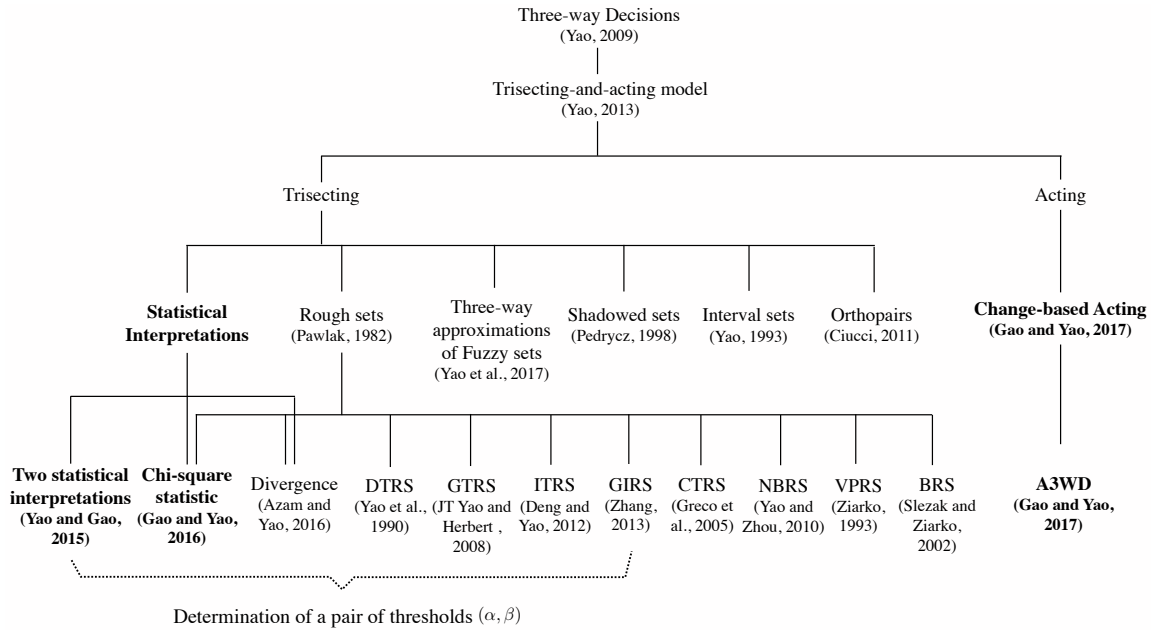 Three-way Decisions
(Yao, 2009)
Trisecting-and-acting model
(Yao, 2013)
Trisecting
Acting
Statistical
Interpretations
Rough sets
(Pawlak, 1982)
Three-way
approximations
of Fuzzy sets
(Yao et al., 2017)
Shadowed sets
(Pedrycz, 1998)
Interval sets
(Yao, 1993)
Orthopairs
(Ciucci, 2011)
Change-based Acting
(Gao and Yao, 2017)
Two statistical
interpretations
(Yao and Gao,
2015)
Chi-square
statistic
(Gao and Yao,
2016)
Divergence
(Azam and
Yao, 2016)
DTRS
(Yao et al.,
1990)
GTRS
(JT Yao and
Herbert ,
2008)
ITRS
(Deng and
Yao, 2012)
GIRS
(Zhang,
2013)
CTRS
(Greco et
al., 2005)
NBRS
(Yao and
Zhou, 2010)
VPRS
(Ziarko,
1993)
BRS
(Slezak and
Ziarko,
2002)
A3WD
(Gao and Yao,
2017)
Determination of a pair of thresholds (α, β)